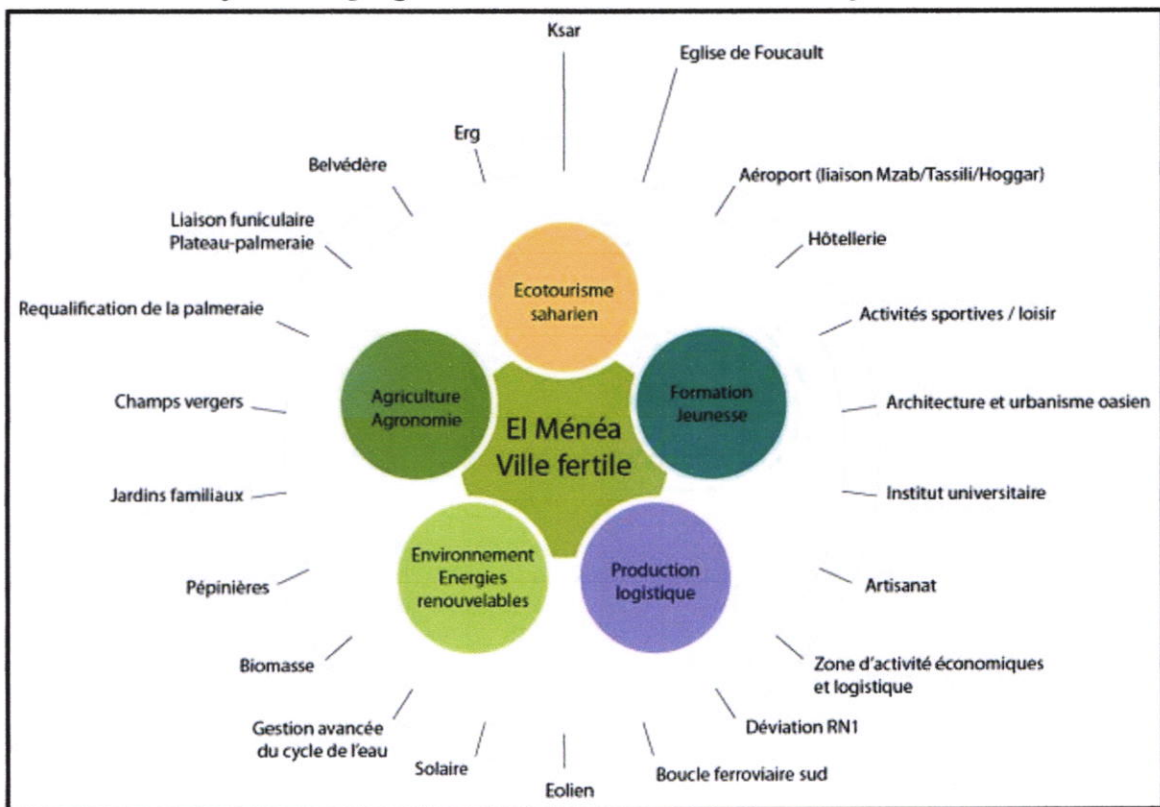 Ksar
Eglise de Foucault
Erg
Belvédère
Aéroport (liaison Mzab/Tassili/Hoggar)
Liaison funiculaire
Plateau-palmeraie
Hôtellerie
Requalification de la palmeraie
Activités sportives / loisir
Champs vergers
Architecture et urbanisme oasien
Jardins familiaux
Institut universitaire
Pépinières
Artisanat
Biomasse
Zone d'activité économiques
et logistique
Gestion avancée
du cycle de l'eau
Déviation RN1
Solaire
Boucle ferroviaire sud
Eolien
Ecotourisme
saharien
Agriculture
Agronomie
Formation
Jeunesse
El Ménéa
Ville fertile
Environnement
Energies
renouvelables
Production
logistique